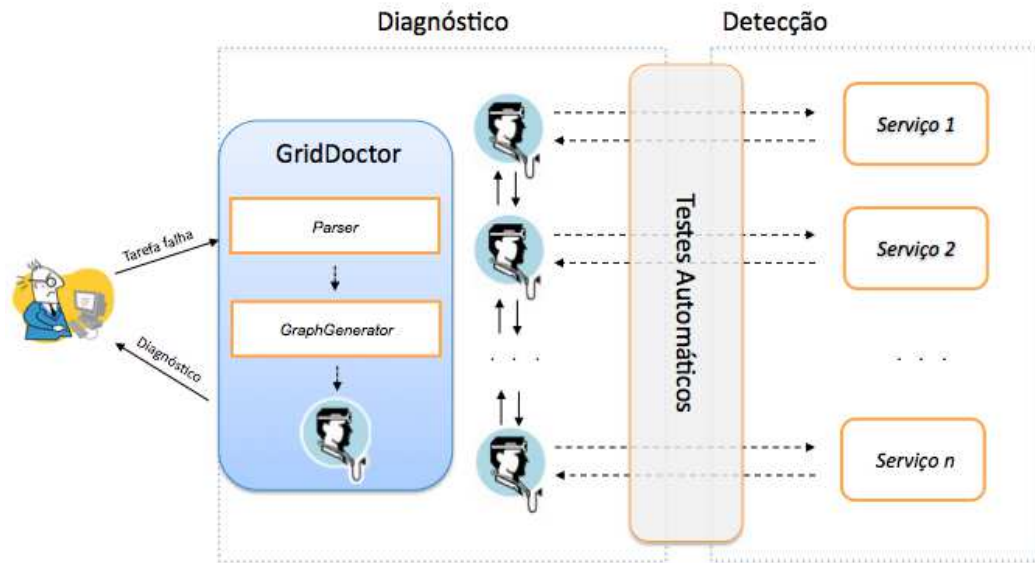 Diagnóstico
Detecção
GridDoctor
Parser
GraphGenerator
Tarefa falha
Diagnóstico
Testes Automáticos
Serviço 1
Serviço 2
. . .
. . .
Serviço n